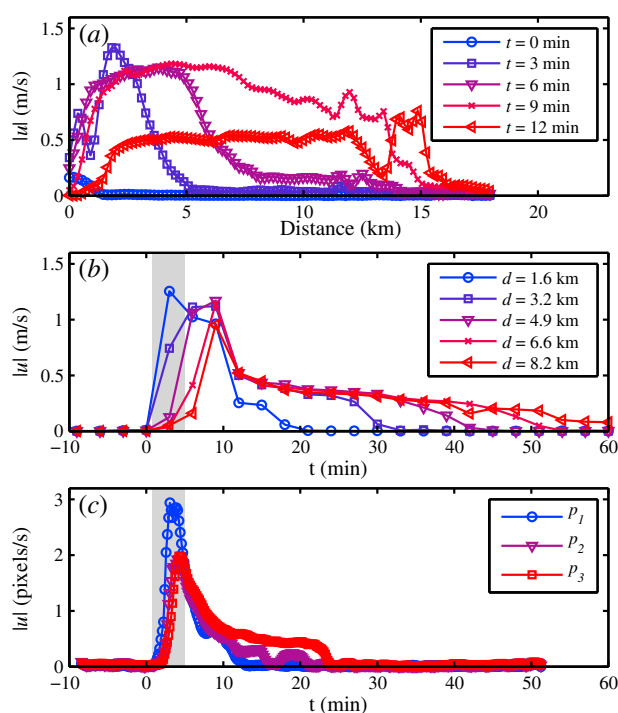 (a)
t = 0 min
t = 3 min
t = 6 min
t = 9 min
t = 12 min
|u| (m/s)
1.5
1
0.5
0
0 5 10 15 20
Distance (km)
(b)
d = 1.6 km
d = 3.2 km
d = 4.9 km
d = 6.6 km
d = 8.2 km
|u| (m/s)
1.5
1
0.5
0
−10 0 10 20 30 40 50 60
t (min)
(c)
p1
p2
p3
|u| (pixels/s)
3
2
1
0
−10 0 10 20 30 40 50 60
t (min)